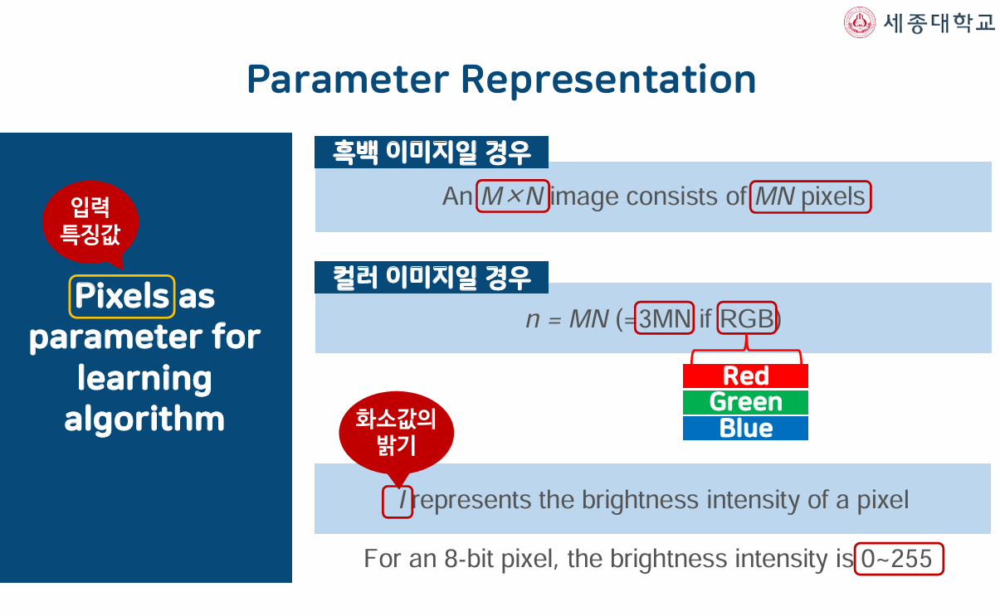 세종대학교
Parameter Representation
입력
특징값
Pixels as
parameter for
learning
algorithm
흑백 이미지일 경우
An M×N image consists of MN pixels
컬러 이미지일 경우
n = MN (=3MN if RGB)
Red
Green
Blue
화소값의
밝기
I represents the brightness intensity of a pixel
For an 8-bit pixel, the brightness intensity is 0~255